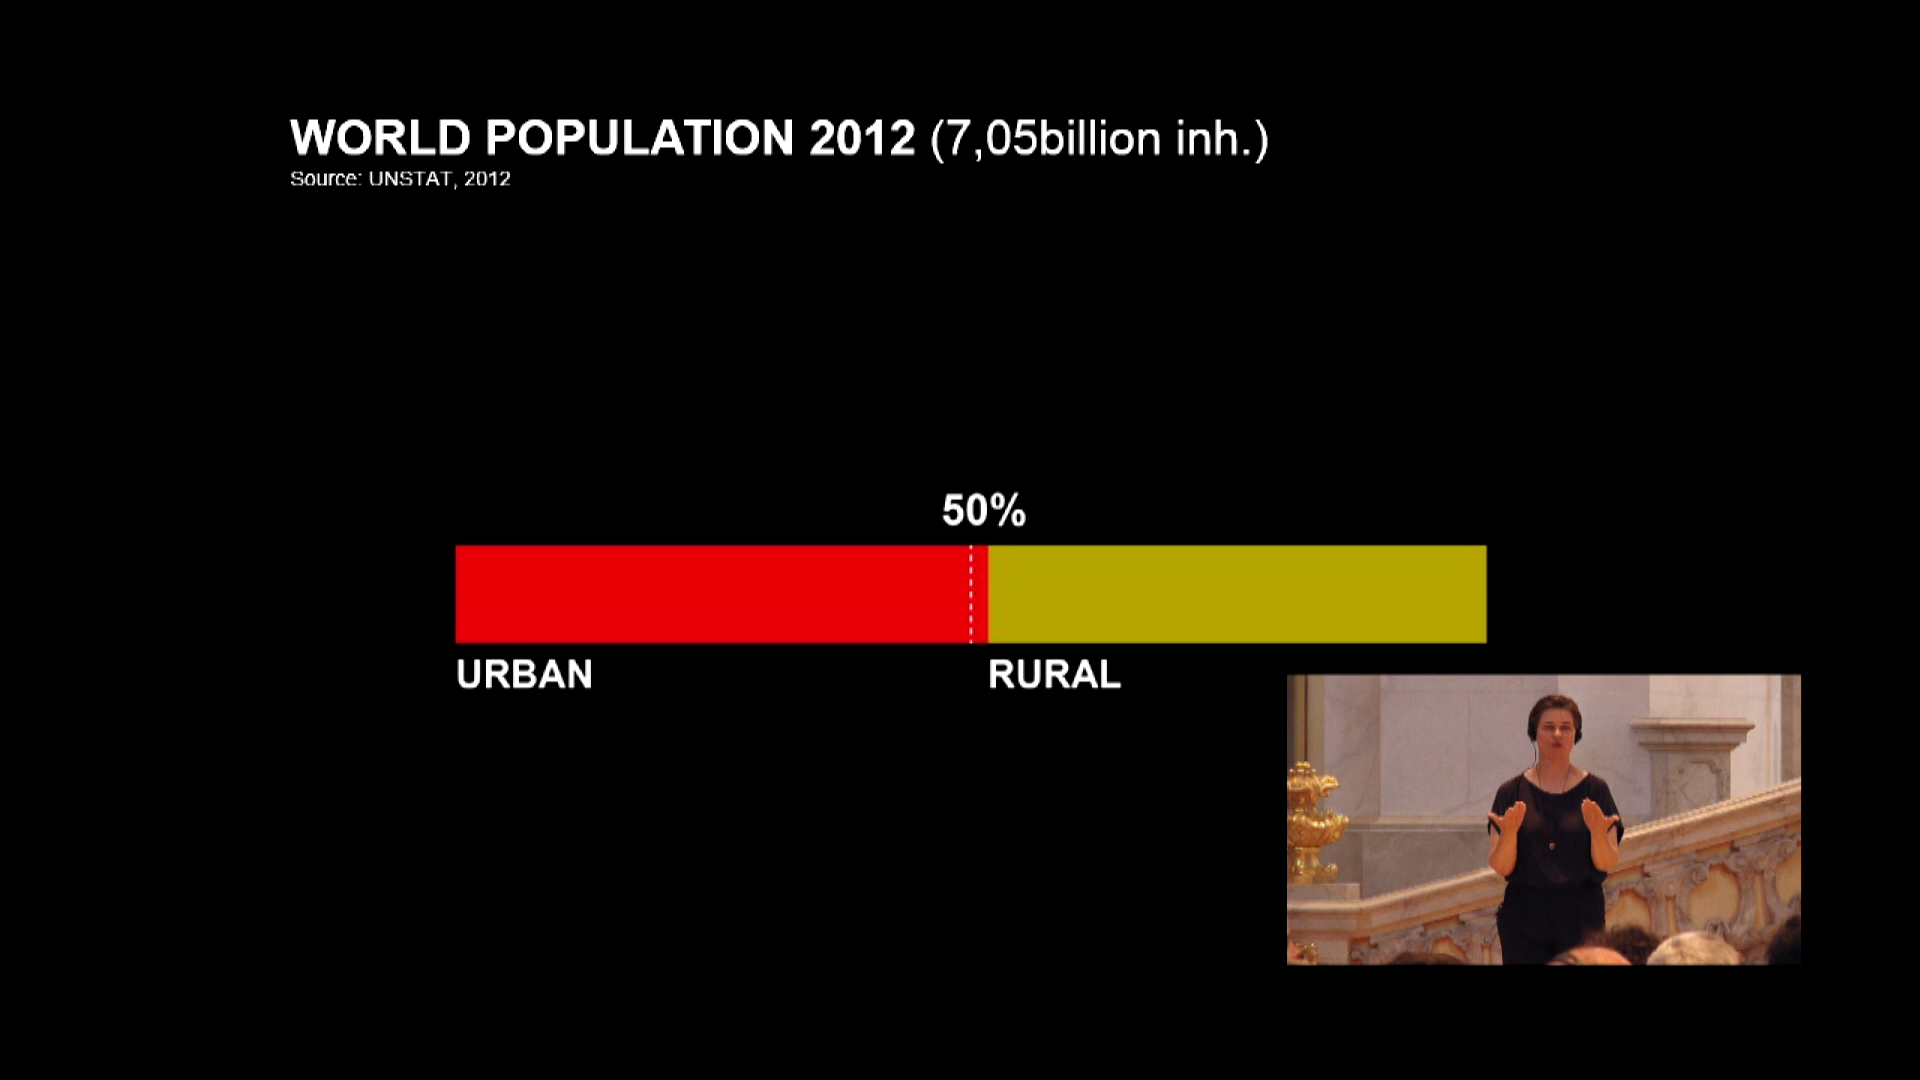 WORLD POPULATION 2012 (7,05billion inh.)
Source: UNSTAT, 2012
50%
URBAN
RURAL